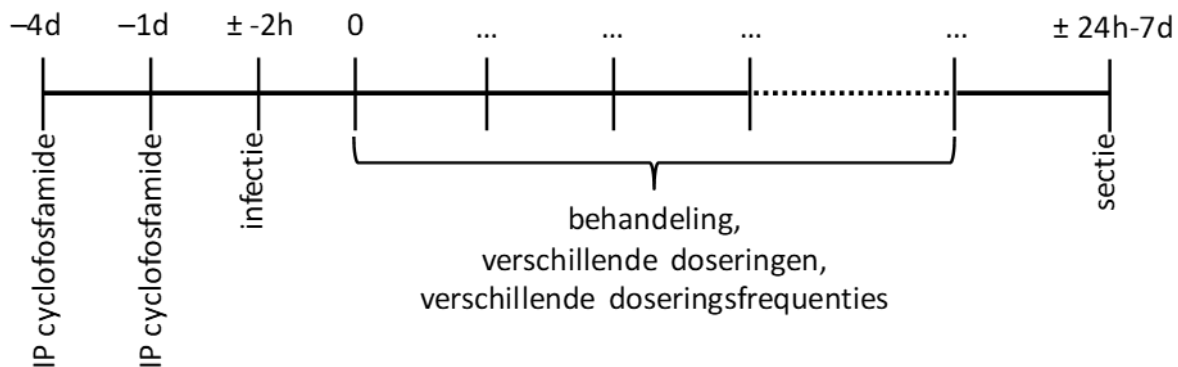 –4d –1d ± -2h 0 ... ... ... ... ± 24h-7d
IP cyclofosfamide
IP cyclofosfamide
infectie
sectie
behandeling,
verschillende doseringen,
verschillende doseringsfrequenties